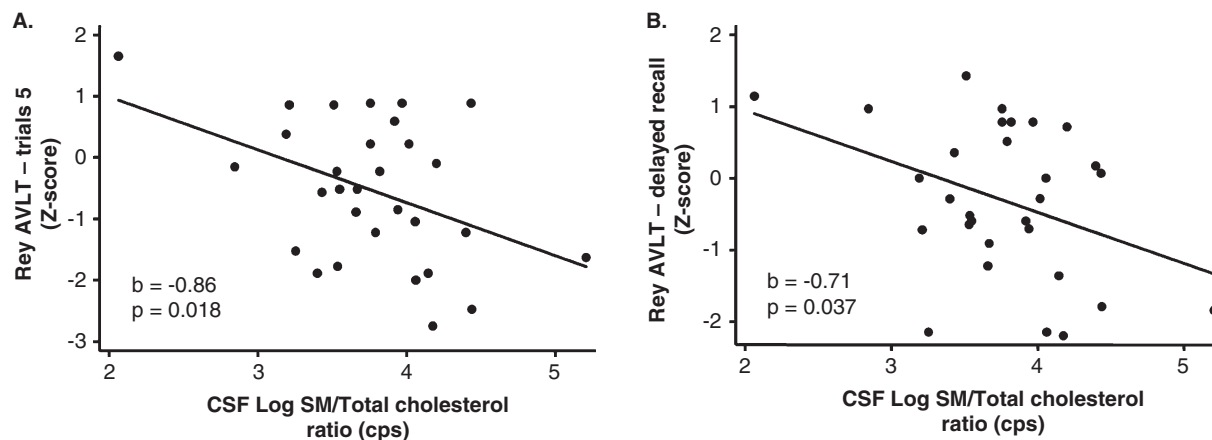 A.
Rey AVLT – trials 5
(Z-score)
2
1
0
-1
-2
-3
b = -0.86
p = 0.018
2 3 4 5
CSF Log SM/Total cholesterol
ratio (cps)
B.
Rey AVLT – delayed recall
(Z-score)
2
1
0
-1
-2
b = -0.71
p = 0.037
2 3 4 5
CSF Log SM/Total cholesterol
ratio (cps)